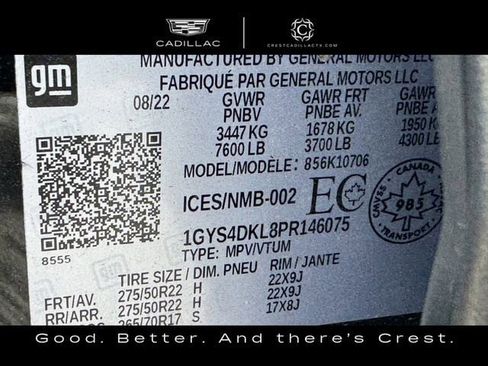 CADILLAC
CRESTCADILLACTX.COM
gm
MANUFACTURED BY GENERAL MOTORS LLC
FABRIQUÉ PAR GENERAL MOTORS LLC
08/22 GVWR GAWR FRT GAWR
PNBV PNBE AV. PNBE
3447 KG 1678 KG 1950
7600 LB 3700 LB 4300
MODEL/MODÈLE: 856K10706
ICES/NMB-002
CANADA
985
8555
1GYS4DKL8PR146075
TYPE: MPV/VTUM
TIRE SIZE / DIM. PNEU RIM / JANTE
FRT/AV. 275/50R22 H 22X9J
RR/ARR. 275/50R22 H 22X9J
265/70R17 S 17X8J
Good. Better. And there's Crest.